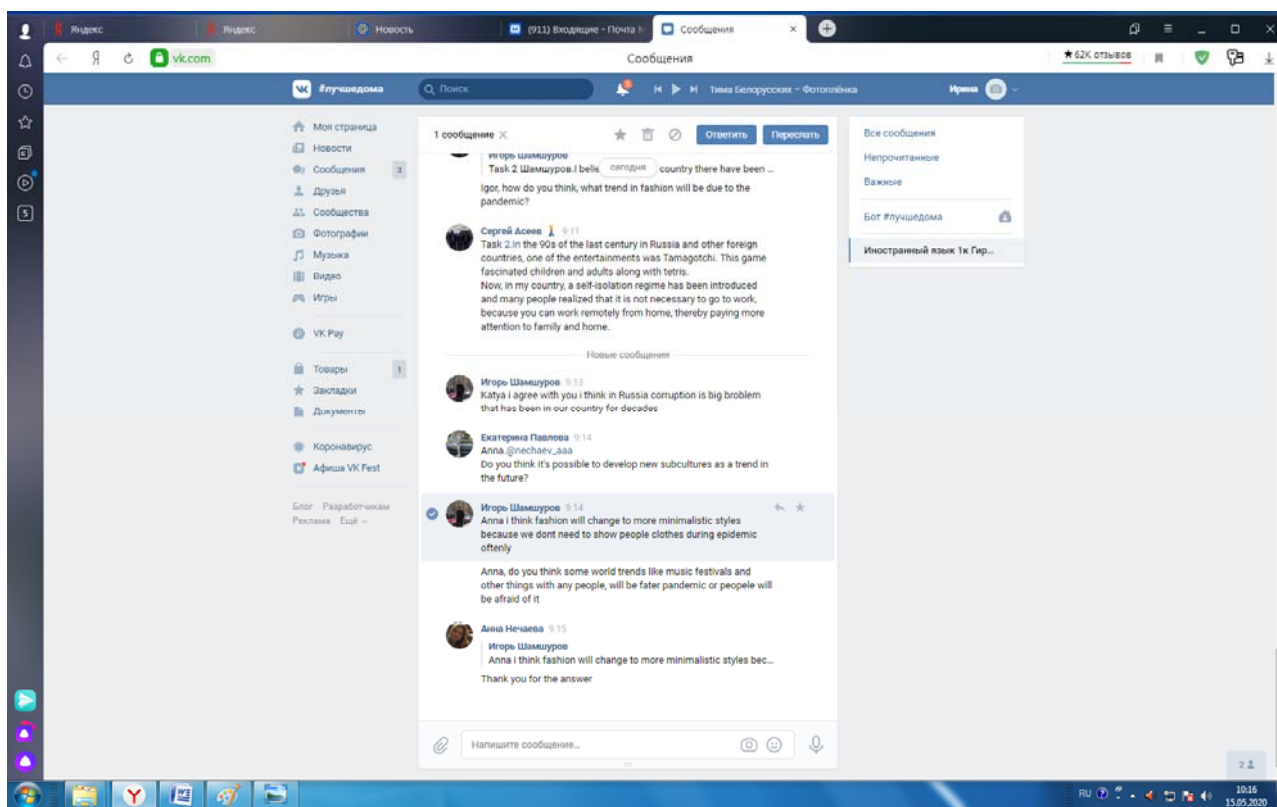 Яндекс
Яндекс
Новость
(911) Входящие - Почта
Сообщения
vk.com
Сообщения
★ 62К отзывов
#лучшедома
Поиск
Тима Белорусских – Фотоплёнка
Ирина
Моя страница
Новости
Сообщения 3
Друзья
Сообщества
Фотографии
Музыка
Видео
Игры
VK Pay
Товары 1
Закладки
Документы
Коронавирус
Афиша VK Fest
Блог Разработчикам
Реклама Ещё
1 сообщение
Ответить
Переслать
Игорь Шамшуров
Task 2 Шамшуров.I belie
сегодня
country there have been ...
Igor, how do you think, what trend in fashion will be due to the
pandemic?
Сергей Асеев 9:11
Task 2.In the 90s of the last century in Russia and other foreign
countries, one of the entertainments was Tamagotchi. This game
fascinated children and adults along with tetris.
Now, in my country, a self-isolation regime has been introduced
and many people realized that it is not necessary to go to work,
because you can work remotely from home, thereby paying more
attention to family and home.
Новые сообщения
Игорь Шамшуров 9:13
Katya i agree with you i think in Russia corruption is big broblem
that has been in our country for decades
Екатерина Павлова 9:14
Anna.@nechaev_aaa
Do you think it's possible to develop new subcultures as a trend in
the future?
Игорь Шамшуров 9:14
Anna i think fashion will change to more minimalistic styles
because we dont need to show people clothes during epidemic
oftenly
Anna, do you think some world trends like music festivals and
other things with any people, will be fater pandemic or peopele will
be afraid of it
Анна Нечаева 9:15
Игорь Шамшуров
Anna i think fashion will change to more minimalistic styles bec...
Thank you for the answer
Напишите сообщение...
Все сообщения
Непрочитанные
Важные
Бот #лучшедома
Иностранный язык 1к Гир...
2
RU
10:16
15.05.2020